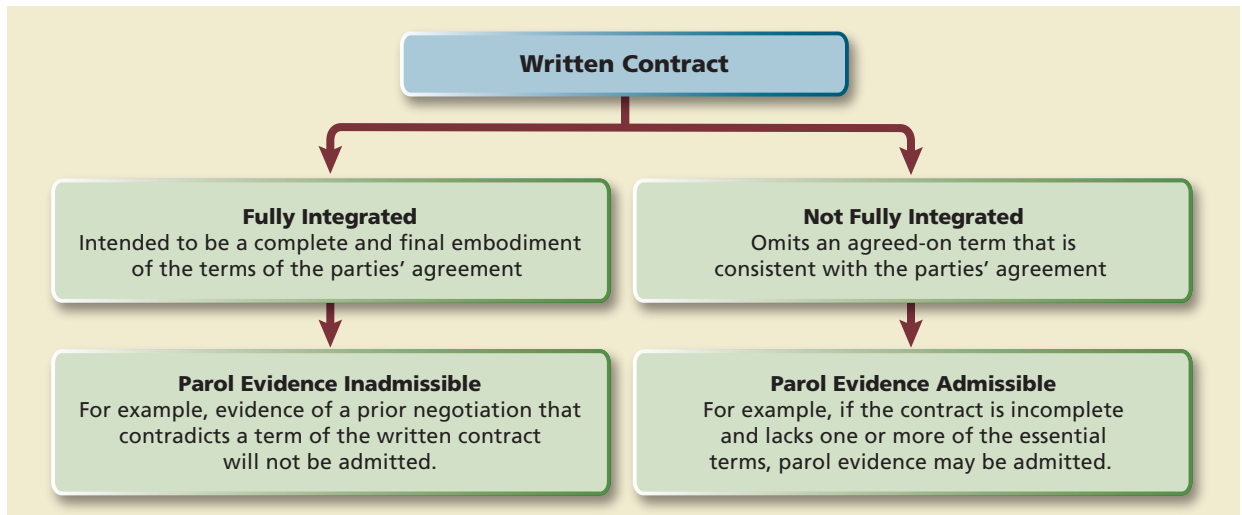 Written Contract
Fully Integrated
Intended to be a complete and final embodiment
of the terms of the parties’ agreement
Not Fully Integrated
Omits an agreed-on term that is
consistent with the parties’ agreement
Parol Evidence Inadmissible
For example, evidence of a prior negotiation that
contradicts a term of the written contract
will not be admitted.
Parol Evidence Admissible
For example, if the contract is incomplete
and lacks one or more of the essential
terms, parol evidence may be admitted.